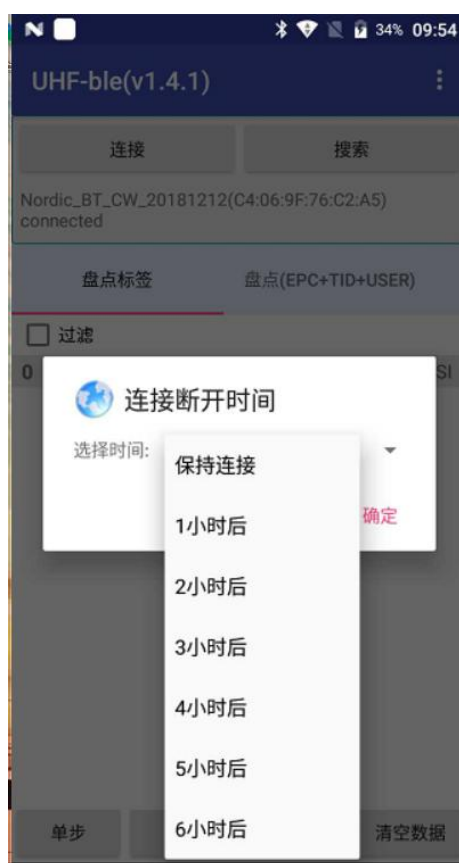 34% 09:54
UHF-ble(v1.4.1)
连接
搜索
Nordic_BT_CW_20181212(C4:06:9F:76:C2:A5)
connected
盘点标签
盘点(EPC+TID+USER)
过滤
0
SI
连接断开时间
选择时间:
保持连接
1小时后
确定
2小时后
3小时后
4小时后
5小时后
6小时后
单步
清空数据